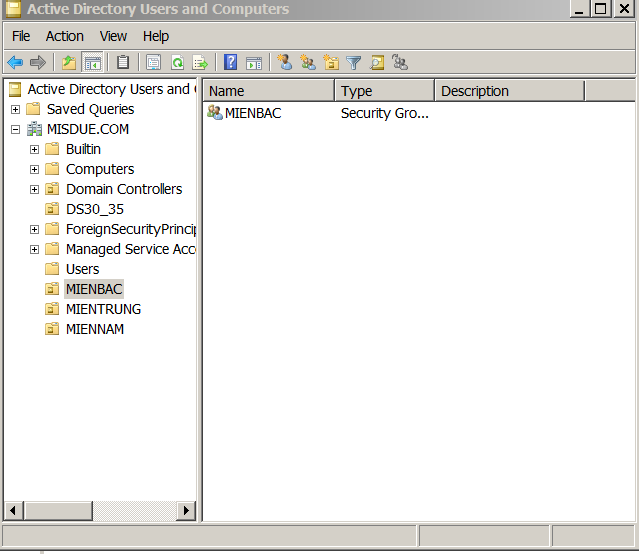 Active Directory Users and Computers
File Action View Help
Active Directory Users and
Saved Queries
MISDUE.COM
Builtin
Computers
Domain Controllers
DS30_35
ForeignSecurityPrincip
Managed Service Acc
Users
MIENBAC
MIENTRUNG
MIENNAM
Name Type Description
MIENBAC Security Gro...